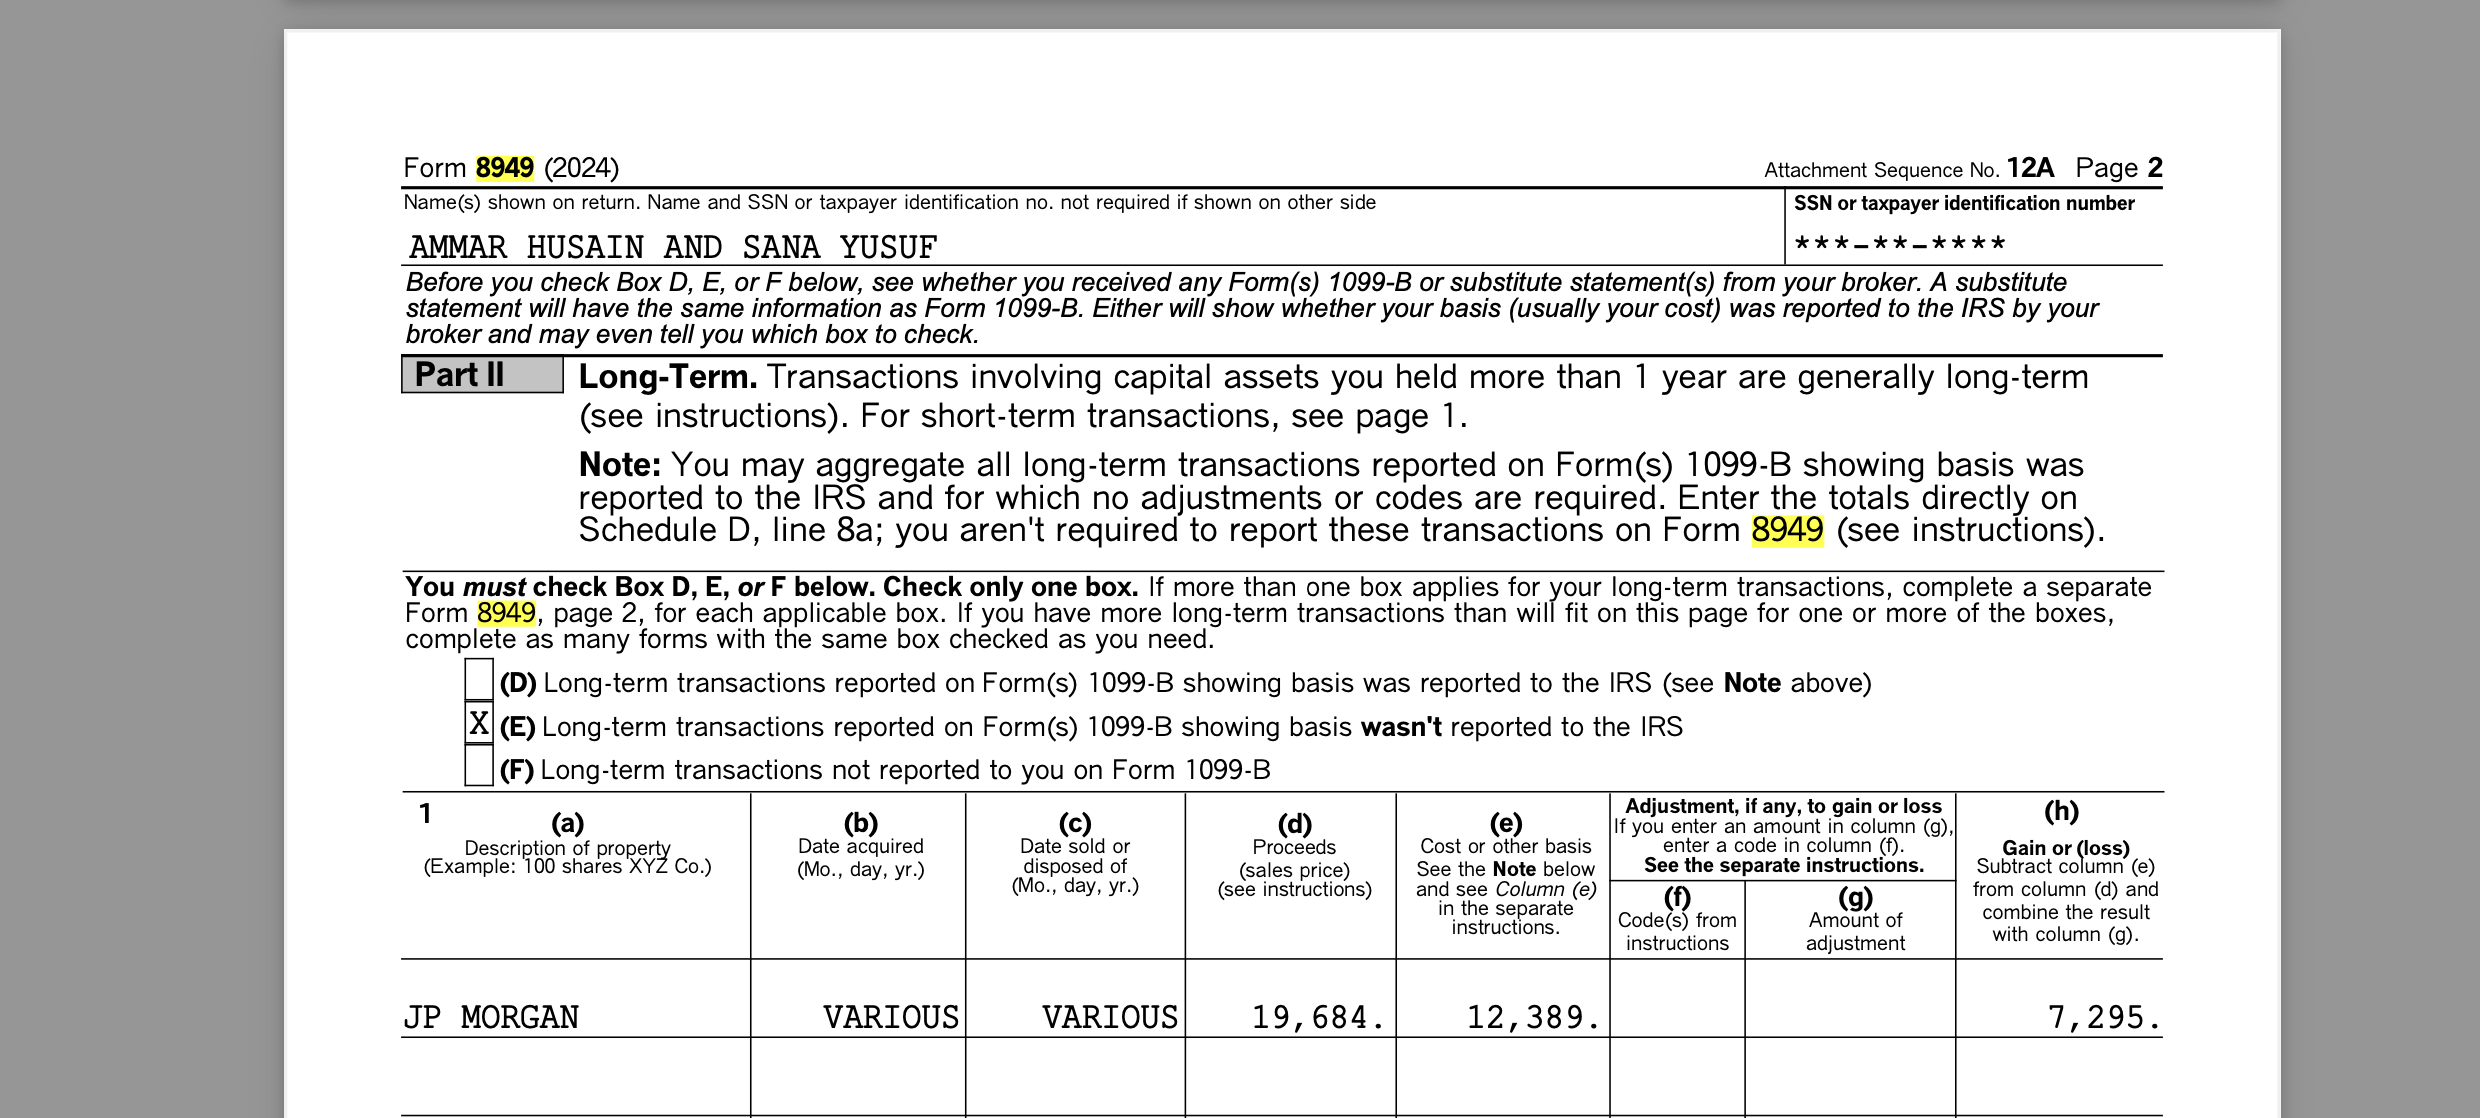 Form 8949 (2024)
Attachment Sequence No. 12A Page 2
Name(s) shown on return. Name and SSN or taxpayer identification no. not required if shown on other side
SSN or taxpayer identification number
AMMAR HUSAIN AND SANA YUSUF
***-**-****
Before you check Box D, E, or F below, see whether you received any Form(s) 1099-B or substitute statement(s) from your broker. A substitute
statement will have the same information as Form 1099-B. Either will show whether your basis (usually your cost) was reported to the IRS by your
broker and may even tell you which box to check.
Part II
Long-Term. Transactions involving capital assets you held more than 1 year are generally long-term
(see instructions). For short-term transactions, see page 1.
Note: You may aggregate all long-term transactions reported on Form(s) 1099-B showing basis was
reported to the IRS and for which no adjustments or codes are required. Enter the totals directly on
Schedule D, line 8a; you aren't required to report these transactions on Form 8949 (see instructions).
You must check Box D, E, or F below. Check only one box. If more than one box applies for your long-term transactions, complete a separate
Form 8949, page 2, for each applicable box. If you have more long-term transactions than will fit on this page for one or more of the boxes,
complete as many forms with the same box checked as you need.
(D) Long-term transactions reported on Form(s) 1099-B showing basis was reported to the IRS (see Note above)
X (E) Long-term transactions reported on Form(s) 1099-B showing basis wasn't reported to the IRS
(F) Long-term transactions not reported to you on Form 1099-B
1
(a)
Description of property
(Example: 100 shares XYZ Co.)
(b)
Date acquired
(Mo., day, yr.)
(c)
Date sold or
disposed of
(Mo., day, yr.)
(d)
Proceeds
(sales price)
(see instructions)
(e)
Cost or other basis
See the Note below
and see Column (e)
in the separate
instructions.
Adjustment, if any, to gain or loss
If you enter an amount in column (g),
enter a code in column (f).
See the separate instructions.
(f)
Code(s) from
instructions
(g)
Amount of
adjustment
(h)
Gain or (loss)
Subtract column (e)
from column (d) and
combine the result
with column (g).
JP MORGAN VARIOUS VARIOUS 19,684. 12,389. 7,295.